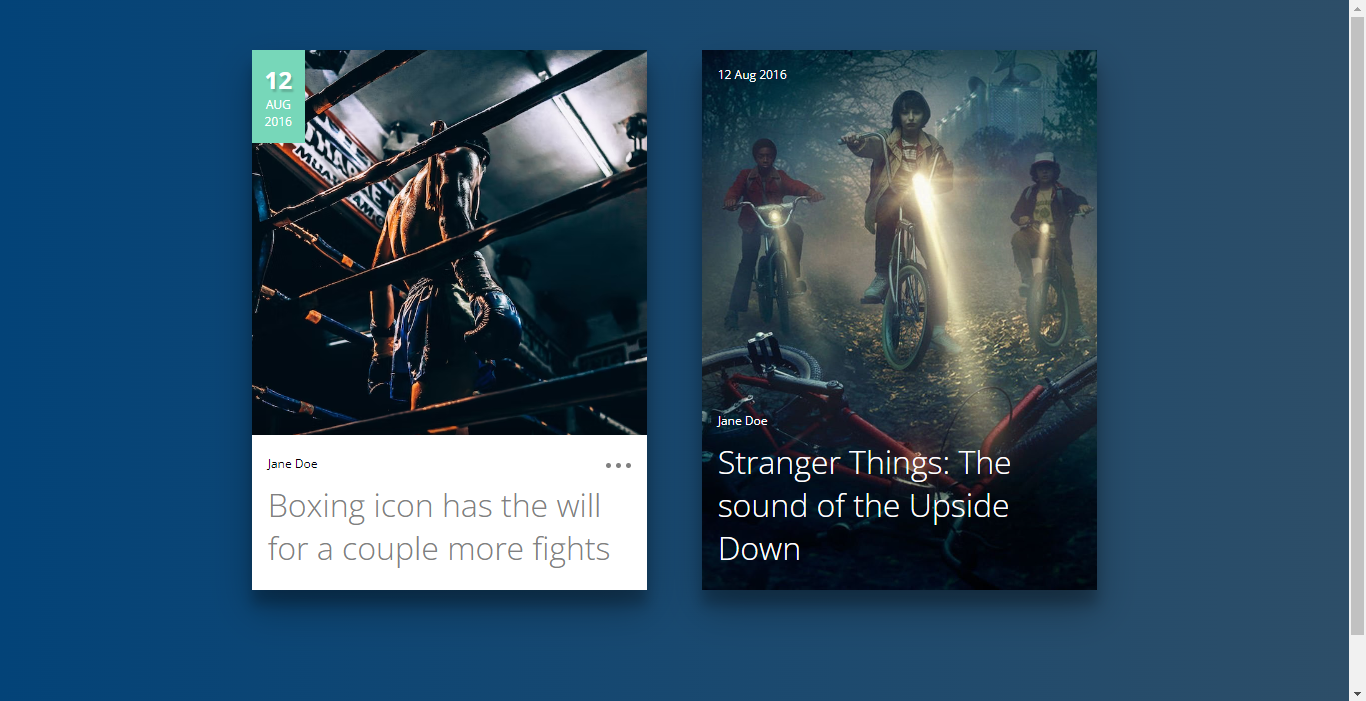 12
AUG
2016
Jane Doe
Boxing icon has the will
for a couple more fights
12 Aug 2016
Jane Doe
Stranger Things: The
sound of the Upside
Down